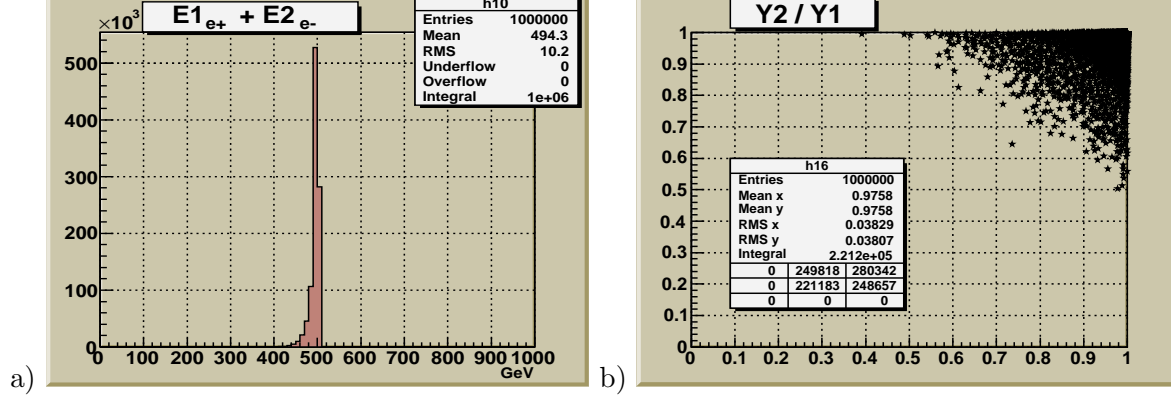 E1e+ + E2e-
h10
Entries 1000000
Mean 494.3
RMS 10.2
Underflow 0
Overflow 0
Integral 1e+06
×10³
500
400
300
200
100
0
0 100 200 300 400 500 600 700 800 900 1000
GeV
a)
Y2 / Y1
1
0.9
0.8
0.7
0.6
0.5
0.4
0.3
0.2
0.1
0
h16
Entries 1000000
Mean x 0.9758
Mean y 0.9758
RMS x 0.03829
RMS y 0.03807
Integral 2.212e+05
0 249818 280342
0 221183 248657
0 0 0
0 0.1 0.2 0.3 0.4 0.5 0.6 0.7 0.8 0.9 1
b)